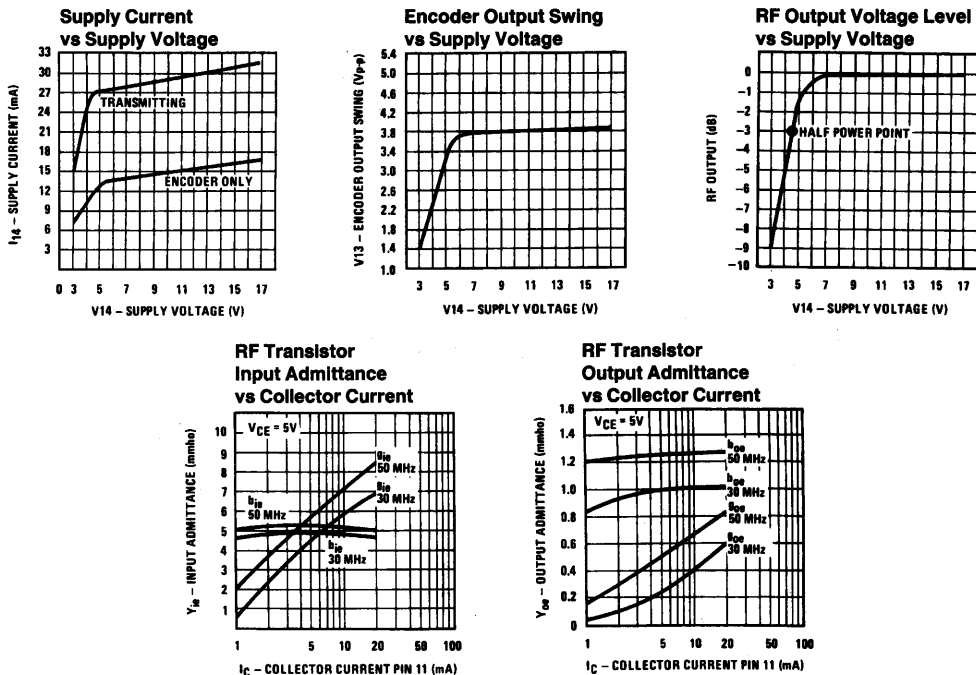 Supply Current
vs Supply Voltage
33
30
27
24
21
18
15
12
9
6
3
0 3 5 7 9 11 13 15 17
I14 – SUPPLY CURRENT (mA)
TRANSMITTING
ENCODER ONLY
V14 – SUPPLY VOLTAGE (V)
Encoder Output Swing
vs Supply Voltage
5.4
5.0
4.6
4.2
3.8
3.4
3.0
2.6
2.2
1.8
1.4
1.0
3 5 7 9 11 13 15 17
V13 – ENCODER OUTPUT SWING (Vp-p)
V14 – SUPPLY VOLTAGE (V)
RF Output Voltage Level
vs Supply Voltage
0
–1
–2
–3
–4
–5
–6
–7
–8
–9
–10
3 5 7 9 11 13 15 17
RF OUTPUT (dB)
HALF POWER POINT
V14 – SUPPLY VOLTAGE (V)
RF Transistor
Input Admittance
vs Collector Current
10
9
8
7
6
5
4
3
2
1
1 5 10 20 50 100
Yie – INPUT ADMITTANCE (mmho)
VCE = 5V
gie
50 MHz
gie
30 MHz
bie
50 MHz
bie
30 MHz
IC – COLLECTOR CURRENT PIN 11 (mA)
RF Transistor
Output Admittance
vs Collector Current
1.6
1.4
1.2
1.0
0.8
0.6
0.4
0.2
0
1 5 10 20 50 100
Yoe – OUTPUT ADMITTANCE (mmho)
VCE = 5V
boe
50 MHz
boe
30 MHz
goe
50 MHz
goe
30 MHz
IC – COLLECTOR CURRENT PIN 11 (mA)